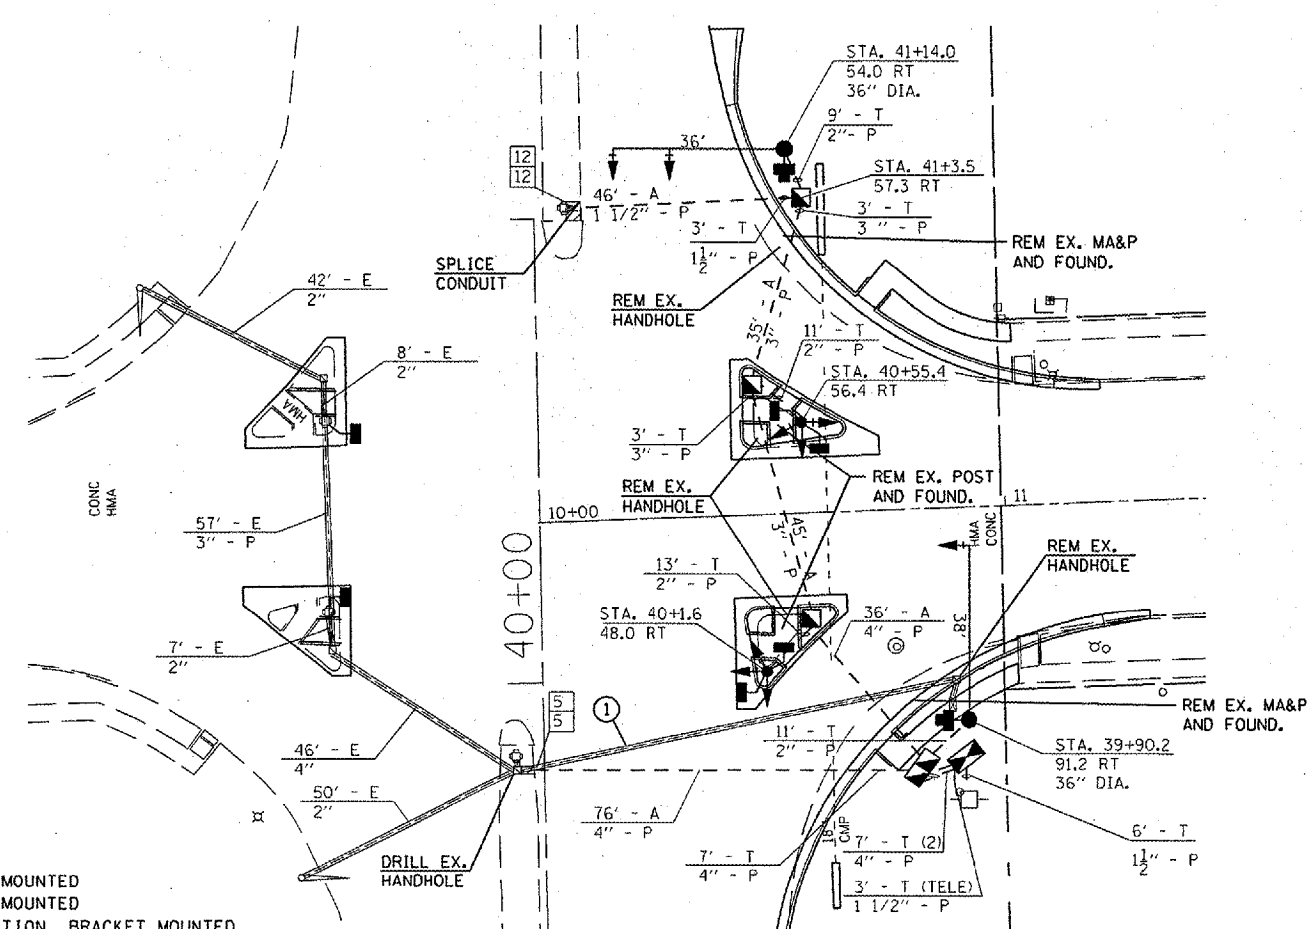 STA. 41+14.0
54.0 RT
36" DIA.
9' - T
2"- P
36'
12
12
STA. 41+3.5
57.3 RT
46' - A
1 1/2" - P
3' - T
3 " - P
3' - T
1 1/2" - P
REM EX. MA&P
AND FOUND.
SPLICE
CONDUIT
42' - E
2"
REM EX.
HANDHOLE
35' - A
3" - P
11' - T
2" - P
8' - E
2"
STA. 40+55.4
56.4 RT
HMA
3' - T
3" - P
REM EX.
HANDHOLE
REM EX. POST
AND FOUND.
CONC
HMA
10+00
11
57' - E
3" - P
45' - A
3" - P
HMA
CONC
REM EX.
HANDHOLE
40+00
13' - T
2" - P
STA. 40+1.6
48.0 RT
36' - A
4" - P
38'
7' - E
2"
5
5
1
REM EX. MA&P
AND FOUND.
46' - E
4"
11' - T
2" - P
STA. 39+90.2
91.2 RT
36" DIA.
50' - E
2"
76' - A
4" - P
18"
CMP
7' - T (2)
4" - P
6' - T
1 1/2" - P
7' - T
4" - P
DRILL EX.
HANDHOLE
3' - T (TELE)
1 1/2" - P
MOUNTED
MOUNTED
TION, BRACKET MOUNTED